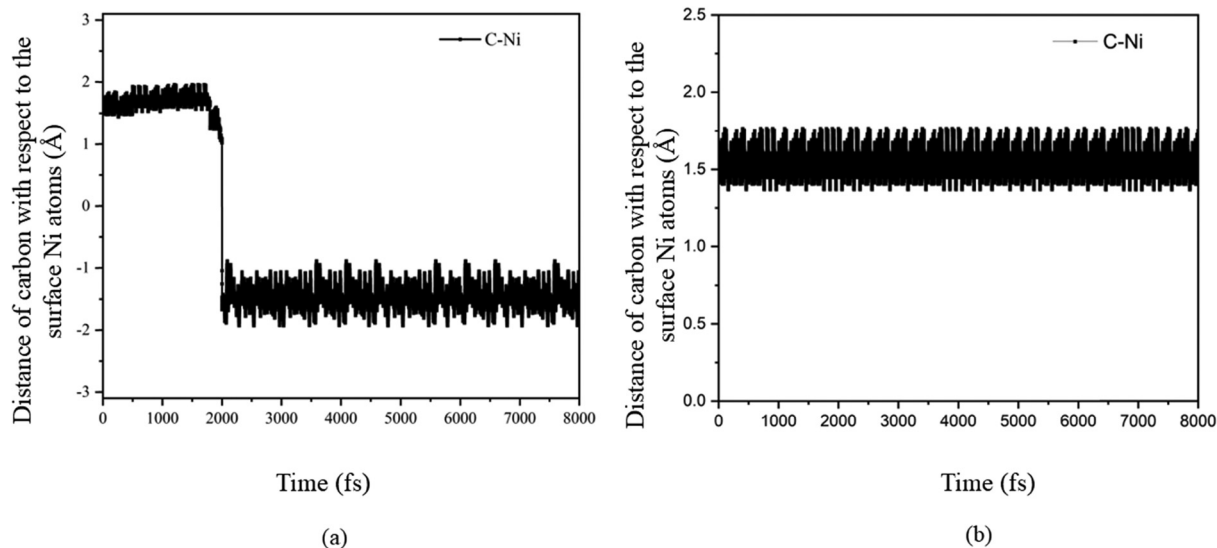 Distance of carbon with respect to the
surface Ni atoms (Å)
3
2
1
0
-1
-2
-3
C-Ni
0 1000 2000 3000 4000 5000 6000 7000 8000
Time (fs)
(a)
Distance of carbon with respect to the
surface Ni atoms (Å)
2.5
2.0
1.5
1.0
0.5
0.0
C-Ni
0 1000 2000 3000 4000 5000 6000 7000 8000
Time (fs)
(b)